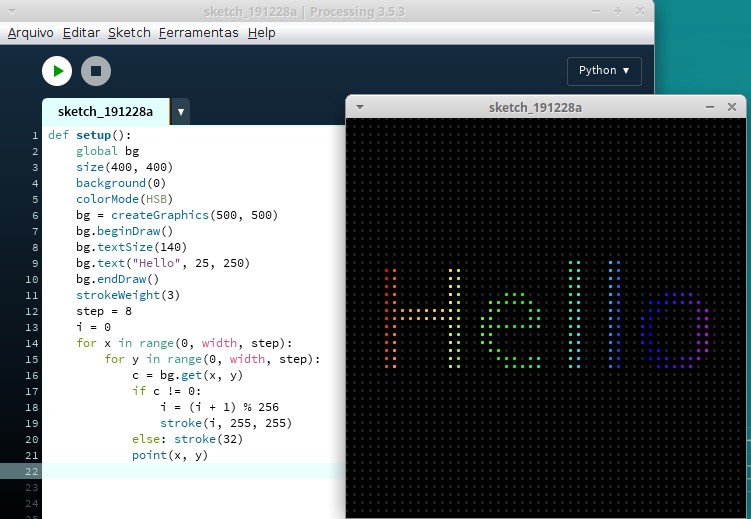 sketch_191228a | Processing 3.5.3
Arquivo Editar Sketch Ferramentas Help
Python ▾
sketch_191228a ▾
sketch_191228a
1 def setup():
2     global bg
3     size(400, 400)
4     background(0)
5     colorMode(HSB)
6     bg = createGraphics(500, 500)
7     bg.beginDraw()
8     bg.textSize(140)
9     bg.text("Hello", 25, 250)
10     bg.endDraw()
11     strokeWeight(3)
12     step = 8
13     i = 0
14     for x in range(0, width, step):
15         for y in range(0, width, step):
16             c = bg.get(x, y)
17             if c != 0:
18                 i = (i + 1) % 256
19                 stroke(i, 255, 255)
20             else: stroke(32)
21             point(x, y)
22
23
24
Hello